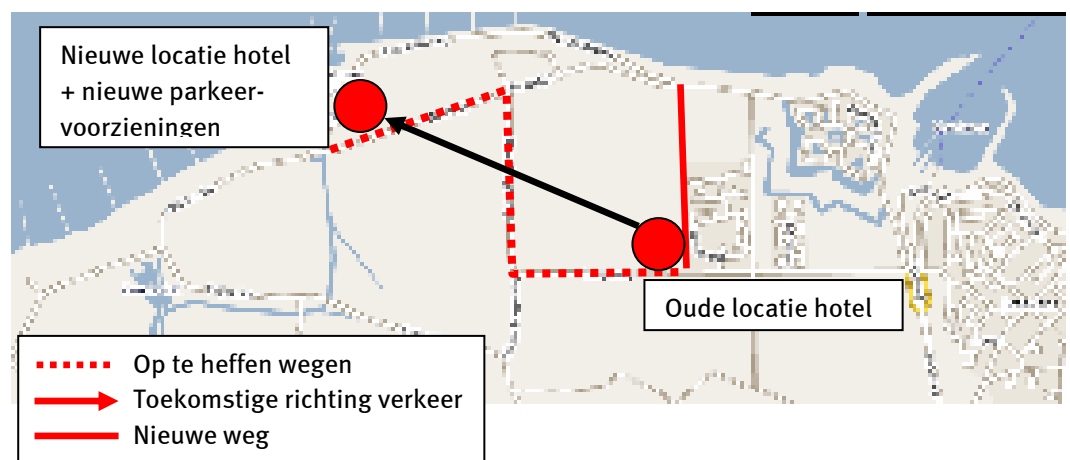 Nieuwe locatie hotel
+ nieuwe parkeer-
voorzieningen
Oude locatie hotel
Op te heffen wegen
Toekomstige richting verkeer
Nieuwe weg